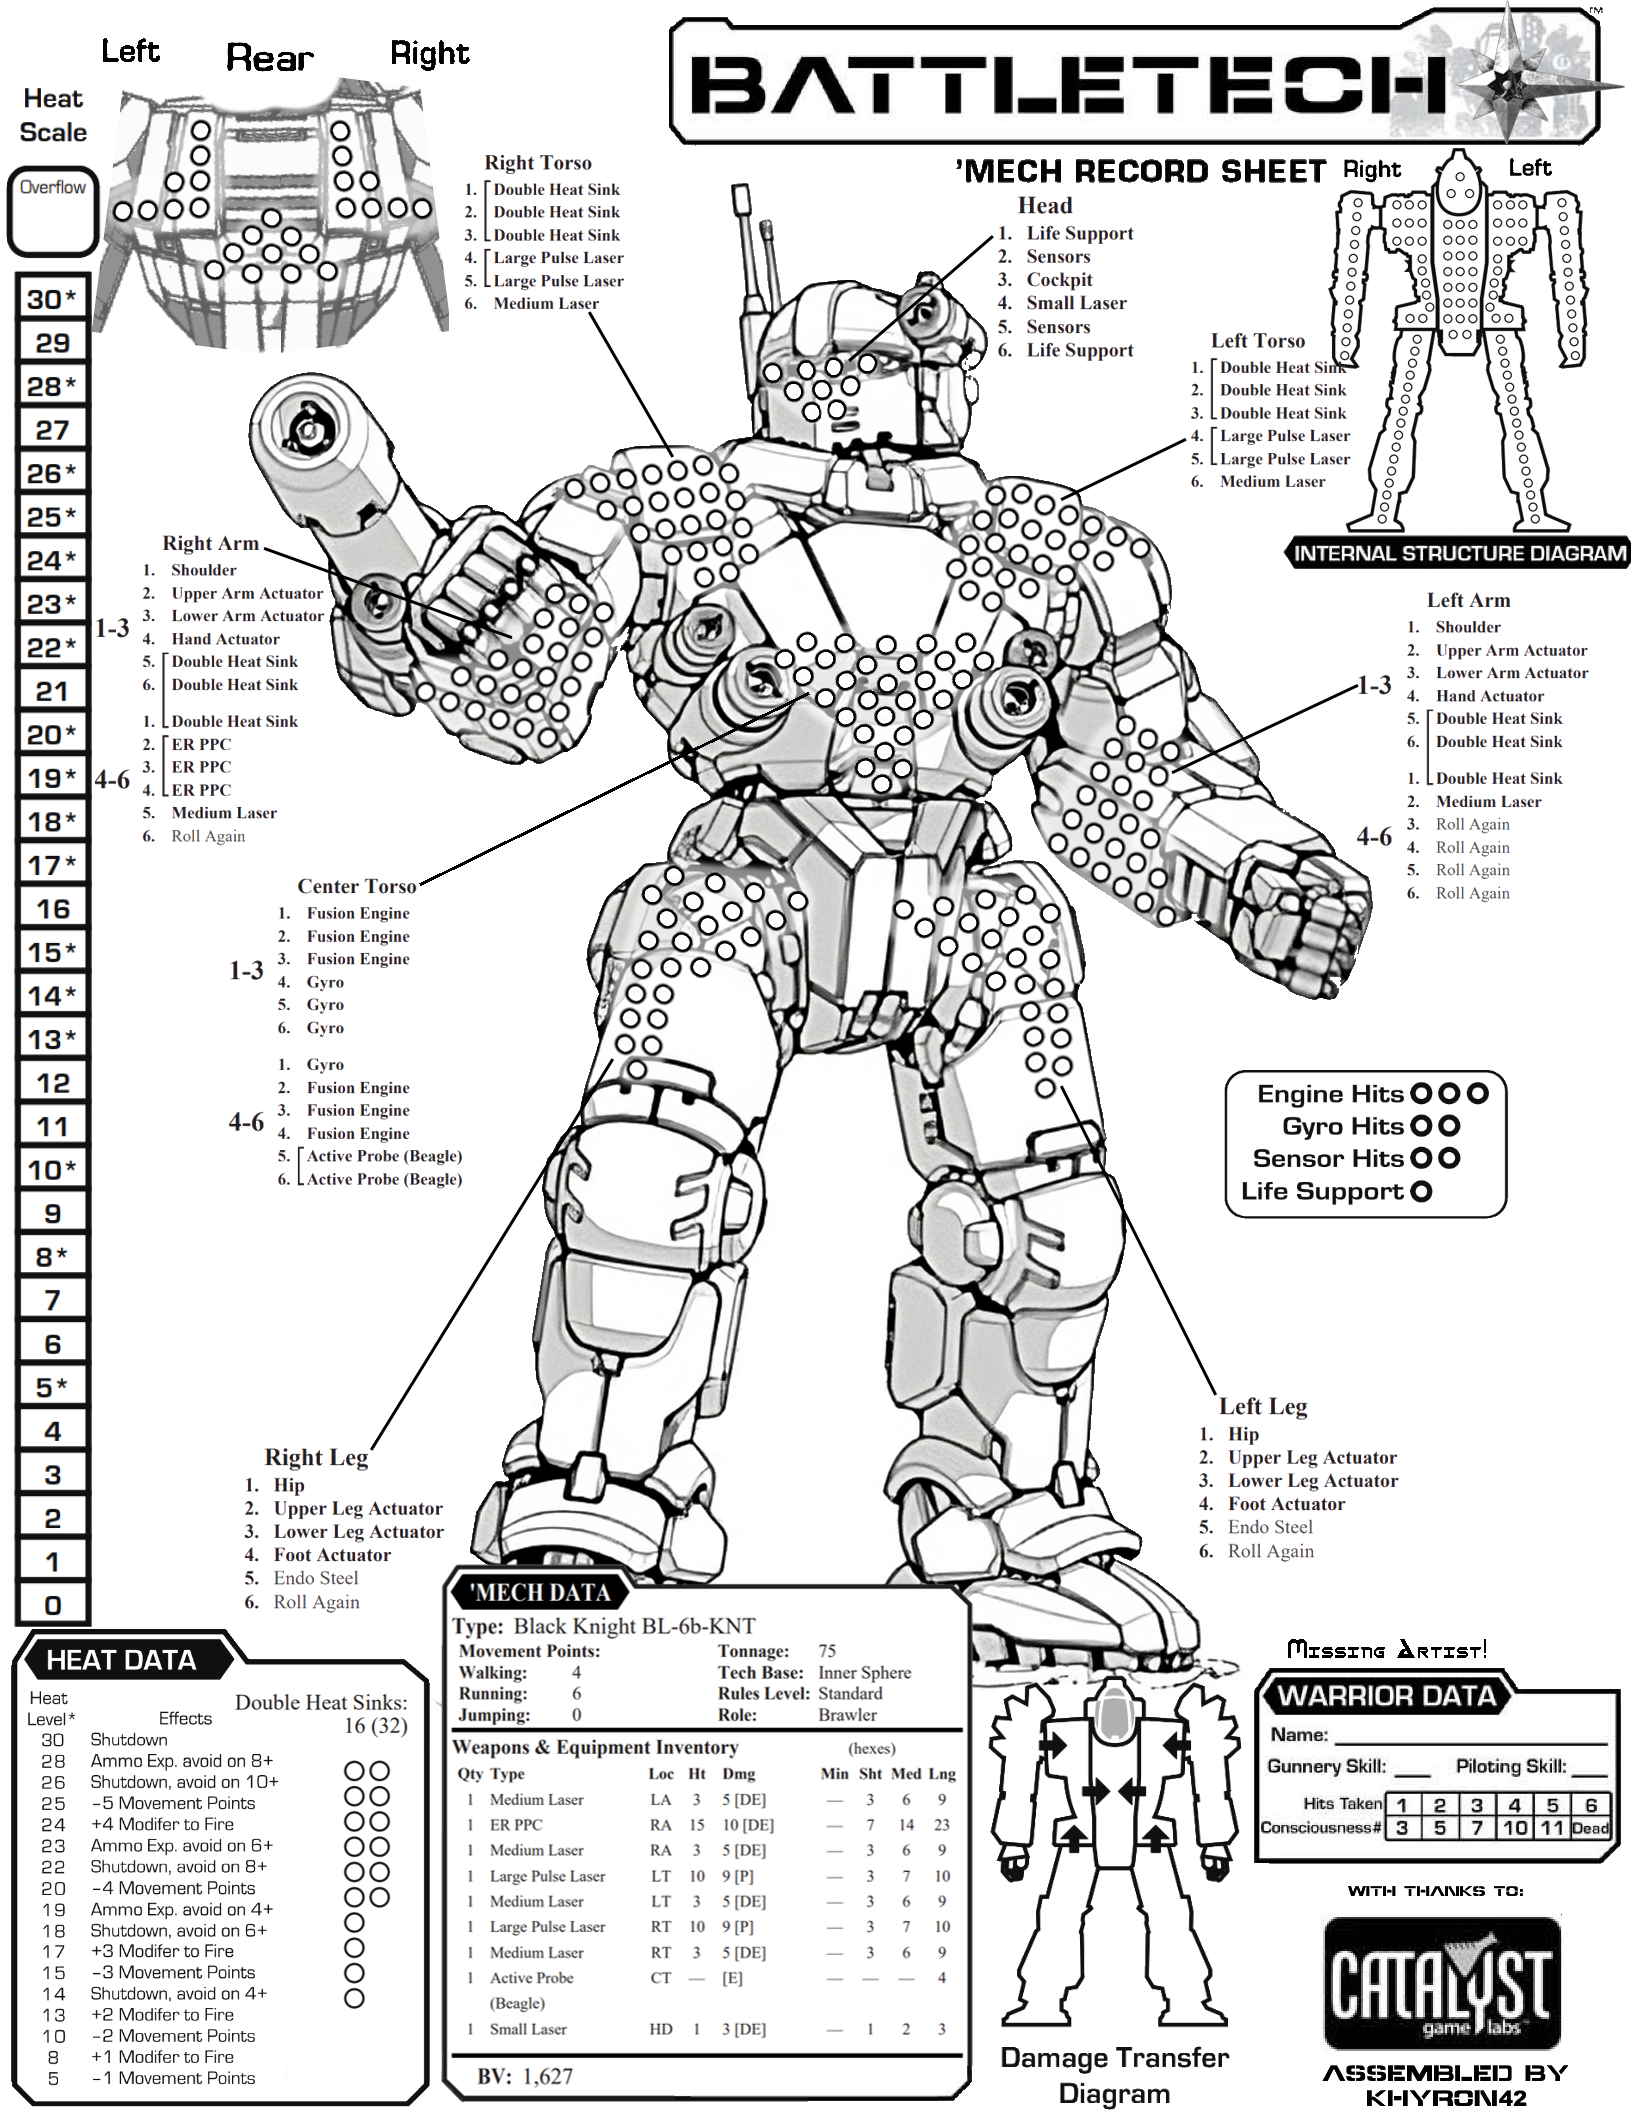 Left Rear Right
Heat
Scale
Overflow
30*
29
28*
27
26*
25*
24*
23*
22*
21
20*
19*
18*
17*
16
15*
14*
13*
12
11
10*
9
8*
7
6
5*
4
3
2
1
0
BATTLETECH
TM
'MECH RECORD SHEET
Right Torso
1. Double Heat Sink
2. Double Heat Sink
3. Double Heat Sink
4. Large Pulse Laser
5. Large Pulse Laser
6. Medium Laser
Head
1. Life Support
2. Sensors
3. Cockpit
4. Small Laser
5. Sensors
6. Life Support
Right Left
INTERNAL STRUCTURE DIAGRAM
Left Torso
1. Double Heat Sink
2. Double Heat Sink
3. Double Heat Sink
4. Large Pulse Laser
5. Large Pulse Laser
6. Medium Laser
Right Arm
1-3
1. Shoulder
2. Upper Arm Actuator
3. Lower Arm Actuator
4. Hand Actuator
5. Double Heat Sink
6. Double Heat Sink
4-6
1. Double Heat Sink
2. ER PPC
3. ER PPC
4. ER PPC
5. Medium Laser
6. Roll Again
Left Arm
1-3
1. Shoulder
2. Upper Arm Actuator
3. Lower Arm Actuator
4. Hand Actuator
5. Double Heat Sink
6. Double Heat Sink
4-6
1. Double Heat Sink
2. Medium Laser
3. Roll Again
4. Roll Again
5. Roll Again
6. Roll Again
Center Torso
1-3
1. Fusion Engine
2. Fusion Engine
3. Fusion Engine
4. Gyro
5. Gyro
6. Gyro
4-6
1. Gyro
2. Fusion Engine
3. Fusion Engine
4. Fusion Engine
5. Active Probe (Beagle)
6. Active Probe (Beagle)
Engine Hits
Gyro Hits
Sensor Hits
Life Support
Right Leg
1. Hip
2. Upper Leg Actuator
3. Lower Leg Actuator
4. Foot Actuator
5. Endo Steel
6. Roll Again
Left Leg
1. Hip
2. Upper Leg Actuator
3. Lower Leg Actuator
4. Foot Actuator
5. Endo Steel
6. Roll Again
HEAT DATA
Heat
Level* Effects
Double Heat Sinks:
16 (32)
30 Shutdown
28 Ammo Exp. avoid on 8+
26 Shutdown, avoid on 10+
25 -5 Movement Points
24 +4 Modifer to Fire
23 Ammo Exp. avoid on 6+
22 Shutdown, avoid on 8+
20 -4 Movement Points
19 Ammo Exp. avoid on 4+
18 Shutdown, avoid on 6+
17 +3 Modifer to Fire
15 -3 Movement Points
14 Shutdown, avoid on 4+
13 +2 Modifer to Fire
10 -2 Movement Points
8 +1 Modifer to Fire
5 -1 Movement Points
'MECH DATA
Type: Black Knight BL-6b-KNT
Movement Points: Tonnage: 75
Walking: 4 Tech Base: Inner Sphere
Running: 6 Rules Level: Standard
Jumping: 0 Role: Brawler
Weapons & Equipment Inventory (hexes)
Qty Type Loc Ht Dmg Min Sht Med Lng
1 Medium Laser LA 3 5 [DE] — 3 6 9
1 ER PPC RA 15 10 [DE] — 7 14 23
1 Medium Laser RA 3 5 [DE] — 3 6 9
1 Large Pulse Laser LT 10 9 [P] — 3 7 10
1 Medium Laser LT 3 5 [DE] — 3 6 9
1 Large Pulse Laser RT 10 9 [P] — 3 7 10
1 Medium Laser RT 3 5 [DE] — 3 6 9
1 Active Probe CT — [E] — — — 4
(Beagle)
1 Small Laser HD 1 3 [DE] — 1 2 3
BV: 1,627
Damage Transfer
Diagram
Missing Artist!
WARRIOR DATA
Name:
Gunnery Skill: Piloting Skill:
Hits Taken 1 2 3 4 5 6
Consciousness# 3 5 7 10 11 Dead
WITH THANKS TO:
CATALYST
game labs
ASSEMBLED BY
KHYRON42